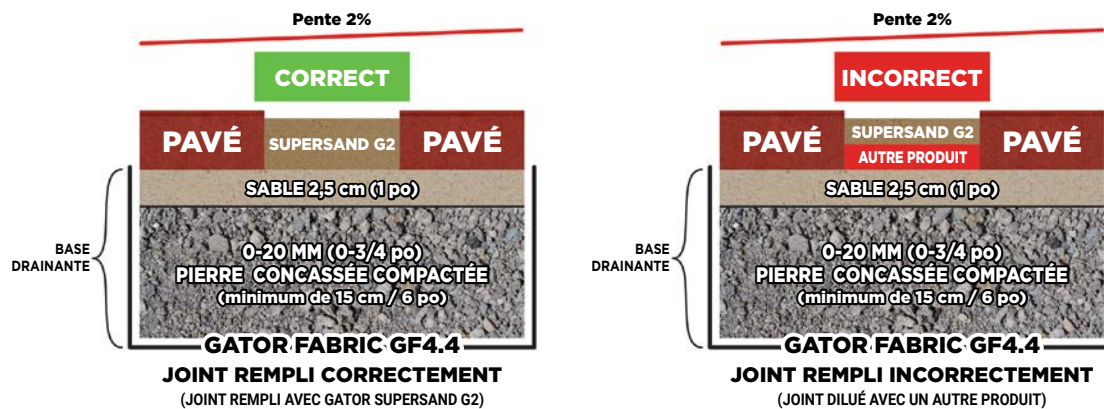 Pente 2%
CORRECT
PAVÉ
SUPERSAND G2
PAVÉ
SABLE 2,5 cm (1 po)
BASE
DRAINANTE
0-20 MM (0-3/4 po)
PIERRE CONCASSÉE COMPACTÉE
(minimum de 15 cm / 6 po)
GATOR FABRIC GF4.4
JOINT REMPLI CORRECTEMENT
(JOINT REMPLI AVEC GATOR SUPERSAND G2)
Pente 2%
INCORRECT
PAVÉ
SUPERSAND G2
AUTRE PRODUIT
PAVÉ
SABLE 2,5 cm (1 po)
BASE
DRAINANTE
0-20 MM (0-3/4 po)
PIERRE CONCASSÉE COMPACTÉE
(minimum de 15 cm / 6 po)
GATOR FABRIC GF4.4
JOINT REMPLI INCORRECTEMENT
(JOINT DILUÉ AVEC UN AUTRE PRODUIT)